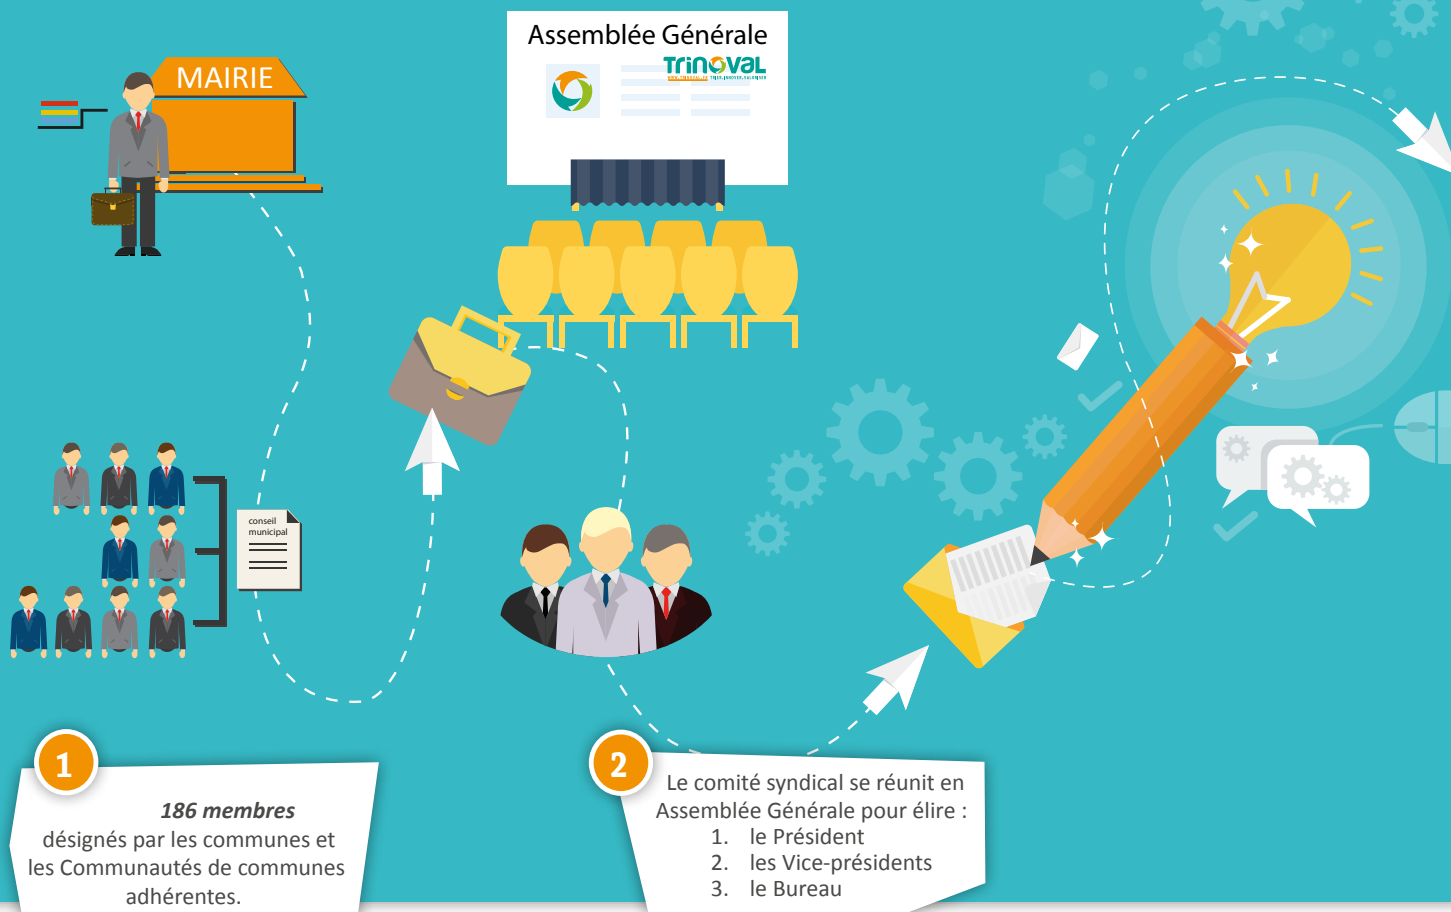 MAIRIE
Assemblée Générale
TRINOVAL
conseil
municipal
1
186 membres
désignés par les communes et
les Communautés de communes
adhérentes.
2
Le comité syndical se réunit en
Assemblée Générale pour élire :
1. le Président
2. les Vice-présidents
3. le Bureau